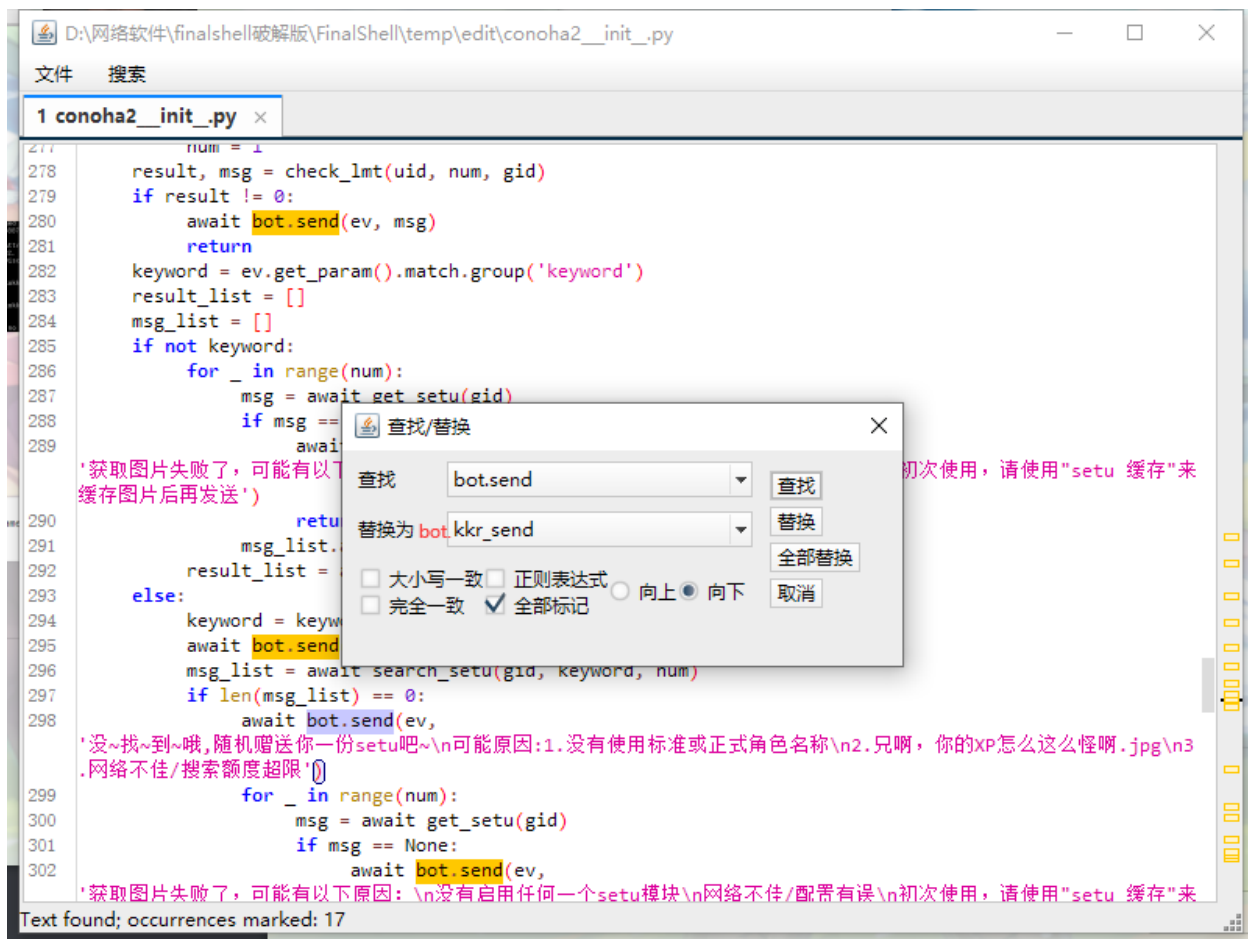 D:\网络软件\finalshell破解版\FinalShell\temp\edit\conoha2__init_.py
文件 搜索
1 conoha2__init_.py ×
277 num = 1
278 result, msg = check_lmt(uid, num, gid)
279 if result != 0:
280 await bot.send(ev, msg)
281 return
282 keyword = ev.get_param().match.group('keyword')
283 result_list = []
284 msg_list = []
285 if not keyword:
286 for _ in range(num):
287 msg = await get_setu(gid)
288 if msg ==
289 awai
'获取图片失败了，可能有以下 初次使用，请使用"setu 缓存"来
缓存图片后再发送')
290 retu
291 msg_list.
292 result_list =
293 else:
294 keyword = keyw
295 await bot.send
296 msg_list = await search_setu(gid, keyword, num)
297 if len(msg_list) == 0:
298 await bot.send(ev,
'没~找~到~哦,随机赠送你一份setu吧~\n可能原因:1.没有使用标准或正式角色名称\n2.兄啊，你的XP怎么这么怪啊.jpg\n3
.网络不佳/搜索额度超限')
299 for _ in range(num):
300 msg = await get_setu(gid)
301 if msg == None:
302 await bot.send(ev,
'获取图片失败了，可能有以下原因：\n没有启用任何一个setu模块\n网络不佳/配置有误\n初次使用，请使用"setu 缓存"来
查找/替换
查找 bot.send 查找
替换为 bot. kkr_send 替换
全部替换
大小写一致 正则表达式 向上 向下 取消
完全一致 全部标记
Text found; occurrences marked: 17